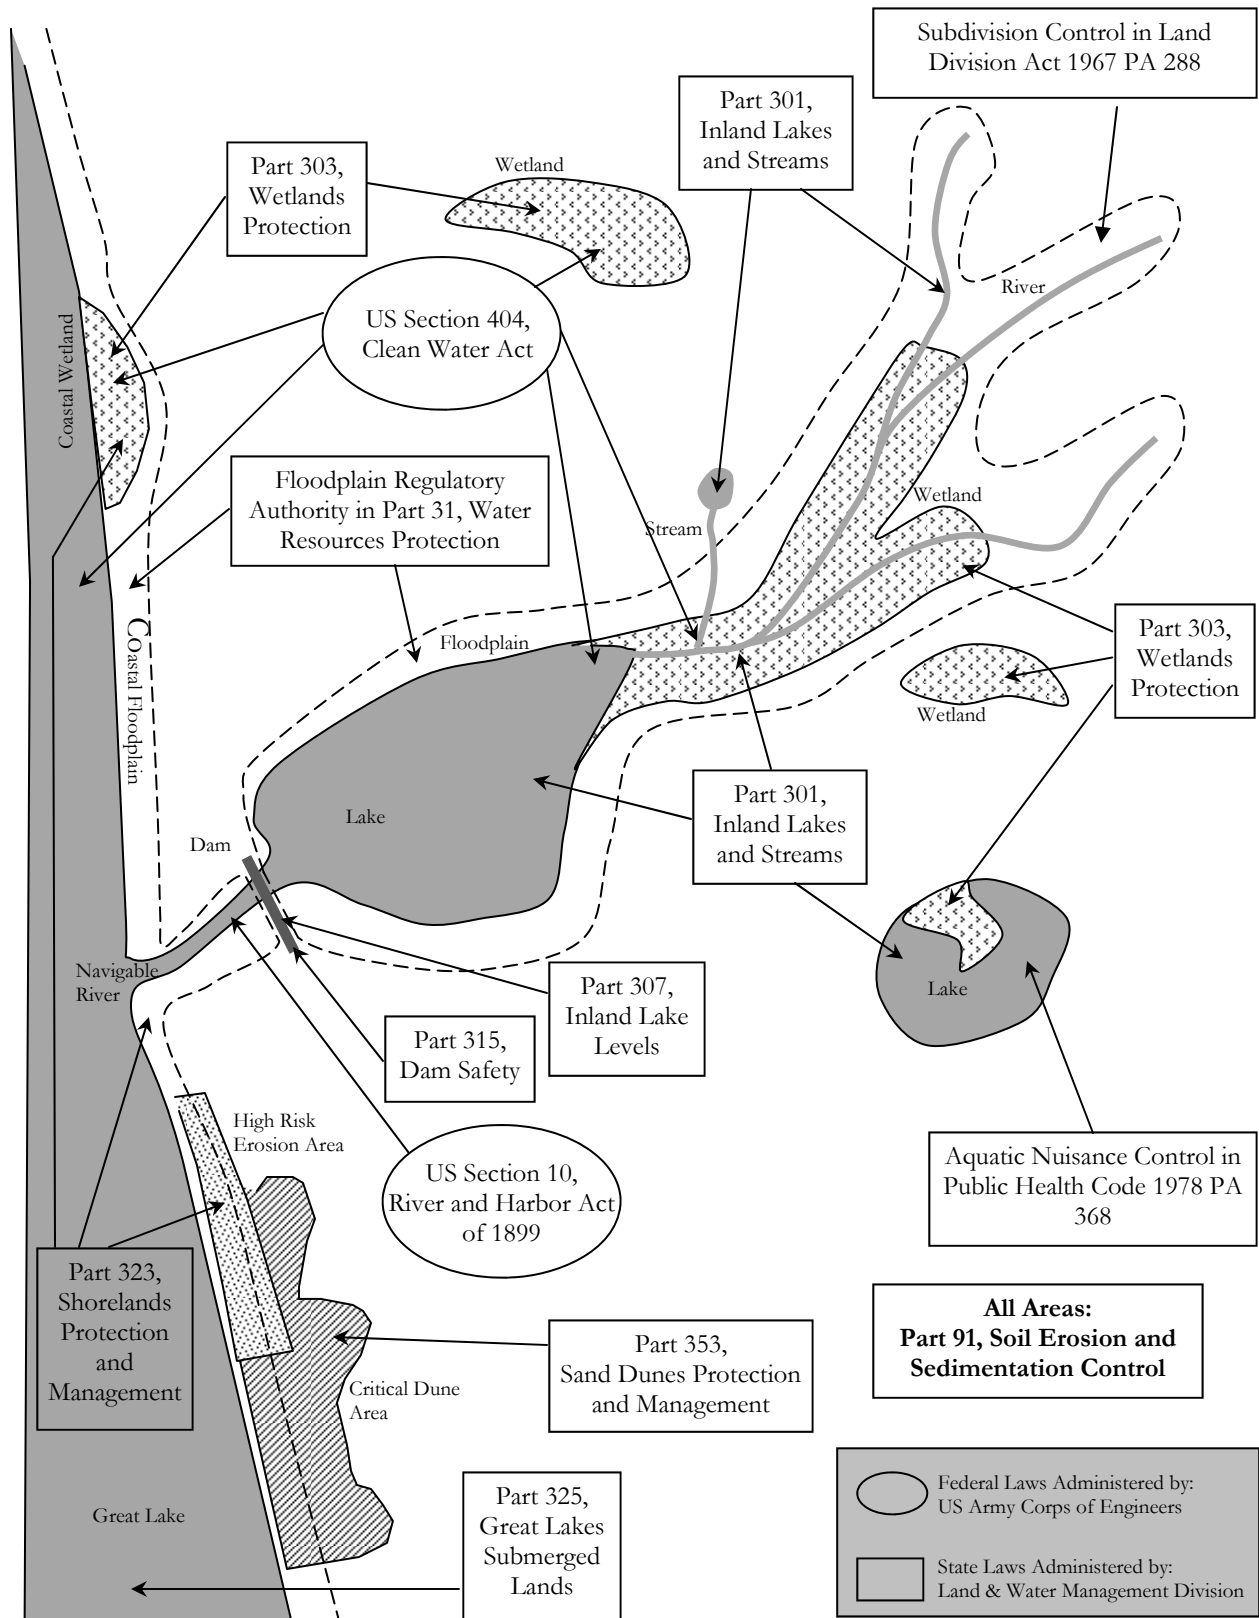 Subdivision Control in Land
Division Act 1967 PA 288
Part 301,
Inland Lakes
and Streams
Part 303,
Wetlands
Protection
Wetland
River
US Section 404,
Clean Water Act
Coastal Wetland
Floodplain Regulatory
Authority in Part 31, Water
Resources Protection
Wetland
Stream
Coastal Floodplain
Floodplain
Part 303,
Wetlands
Protection
Wetland
Part 301,
Inland Lakes
and Streams
Lake
Dam
Navigable
River
Lake
Part 307,
Inland Lake
Levels
Part 315,
Dam Safety
High Risk
Erosion Area
US Section 10,
River and Harbor Act
of 1899
Aquatic Nuisance Control in
Public Health Code 1978 PA
368
Part 323,
Shorelands
Protection
and
Management
All Areas:
Part 91, Soil Erosion and
Sedimentation Control
Part 353,
Sand Dunes Protection
and Management
Critical Dune
Area
Great Lake
Part 325,
Great Lakes
Submerged
Lands
Federal Laws Administered by:
US Army Corps of Engineers
State Laws Administered by:
Land & Water Management Division